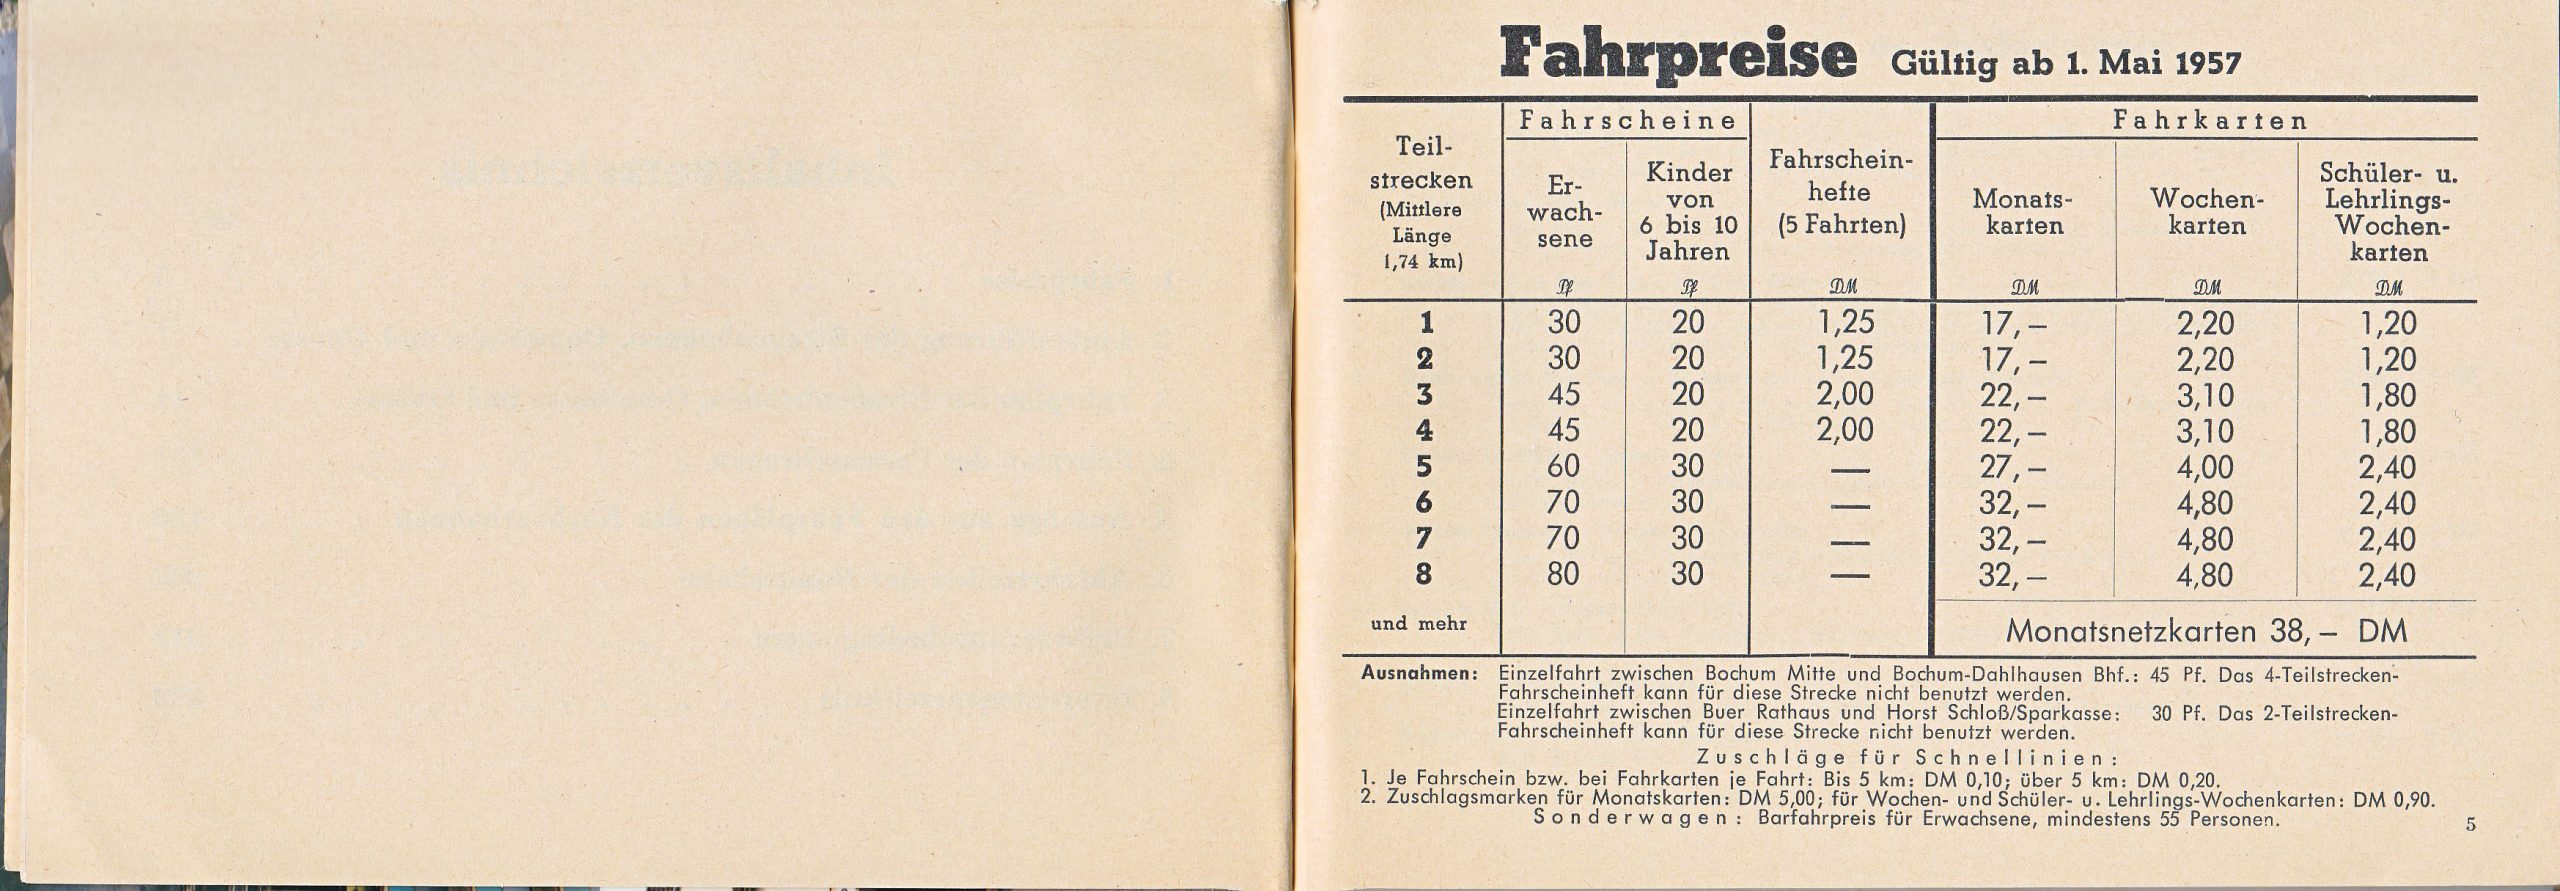 Fahrpreise Gültig ab 1. Mai 1957
Teil-
strecken
(Mittlere
Länge
1,74 km)
Fahrscheine
Er-
wach-
sene
Pf
Kinder
von
6 bis 10
Jahren
Pf
Fahrschein-
hefte
(5 Fahrten)
DM
Fahrkarten
Monats-
karten
DM
Wochen-
karten
DM
Schüler- u.
Lehrlings-
Wochen-
karten
DM
1 30 20 1,25 17,– 2,20 1,20
2 30 20 1,25 17,– 2,20 1,20
3 45 20 2,00 22,– 3,10 1,80
4 45 20 2,00 22,– 3,10 1,80
5 60 30 — 27,– 4,00 2,40
6 70 30 — 32,– 4,80 2,40
7 70 30 — 32,– 4,80 2,40
8 80 30 — 32,– 4,80 2,40
und mehr
Monatsnetzkarten 38,– DM
Ausnahmen: Einzelfahrt zwischen Bochum Mitte und Bochum-Dahlhausen Bhf.: 45 Pf. Das 4-Teilstrecken-
Fahrscheinheft kann für diese Strecke nicht benutzt werden.
Einzelfahrt zwischen Buer Rathaus und Horst Schloß/Sparkasse: 30 Pf. Das 2-Teilstrecken-
Fahrscheinheft kann für diese Strecke nicht benutzt werden.
Zuschläge für Schnellinien:
1. Je Fahrschein bzw. bei Fahrkarten je Fahrt: Bis 5 km: DM 0,10; über 5 km: DM 0,20.
2. Zuschlagsmarken für Monatskarten: DM 5,00; für Wochen- und Schüler- u. Lehrlings-Wochenkarten: DM 0,90.
Sonderwagen: Barfahrpreis für Erwachsene, mindestens 55 Personen.
5